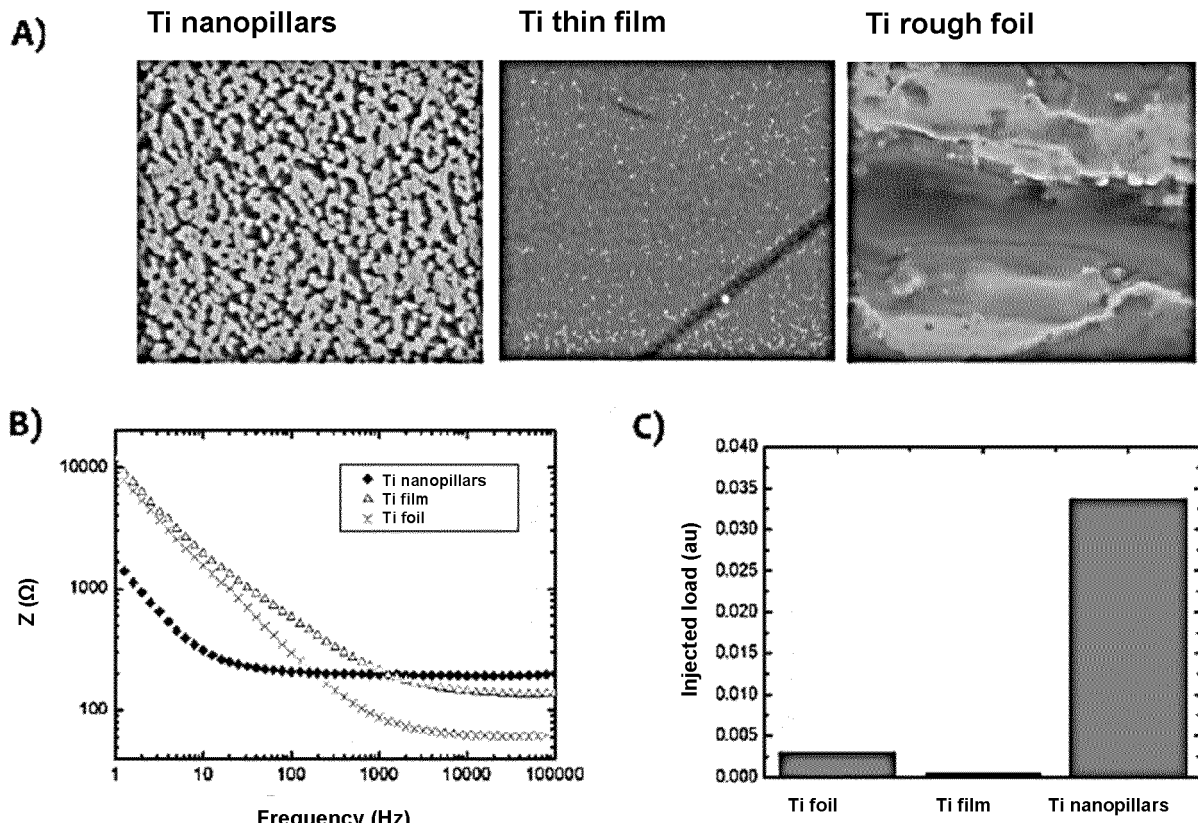 A)
Ti nanopillars
Ti thin film
Ti rough foil
B)
10000
1000
100
Z (Ω)
Ti nanopillars
Ti film
Ti foil
1 10 100 1000 10000 100000
Frequency (Hz)
C)
0.040
0.035
0.030
0.025
0.020
0.015
0.010
0.005
0.000
Injected load (au)
Ti foil
Ti film
Ti nanopillars